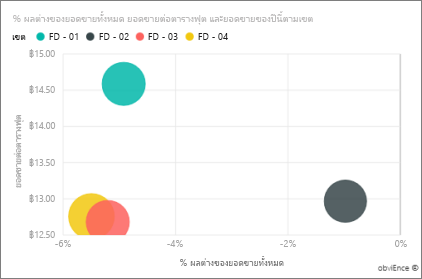 % ผลต่างของยอดขายทั้งหมด ยอดขายต่อตารางฟุต และยอดขายของปีนี้ตามเขต
เขต FD - 01 FD - 02 FD - 03 FD - 04
฿15.00
฿14.50
฿14.00
฿13.50
฿13.00
฿12.50
ยอดขายต่อตารางฟุต
-6% -4% -2% 0%
% ผลต่างของยอดขายทั้งหมด
obviEnce ©